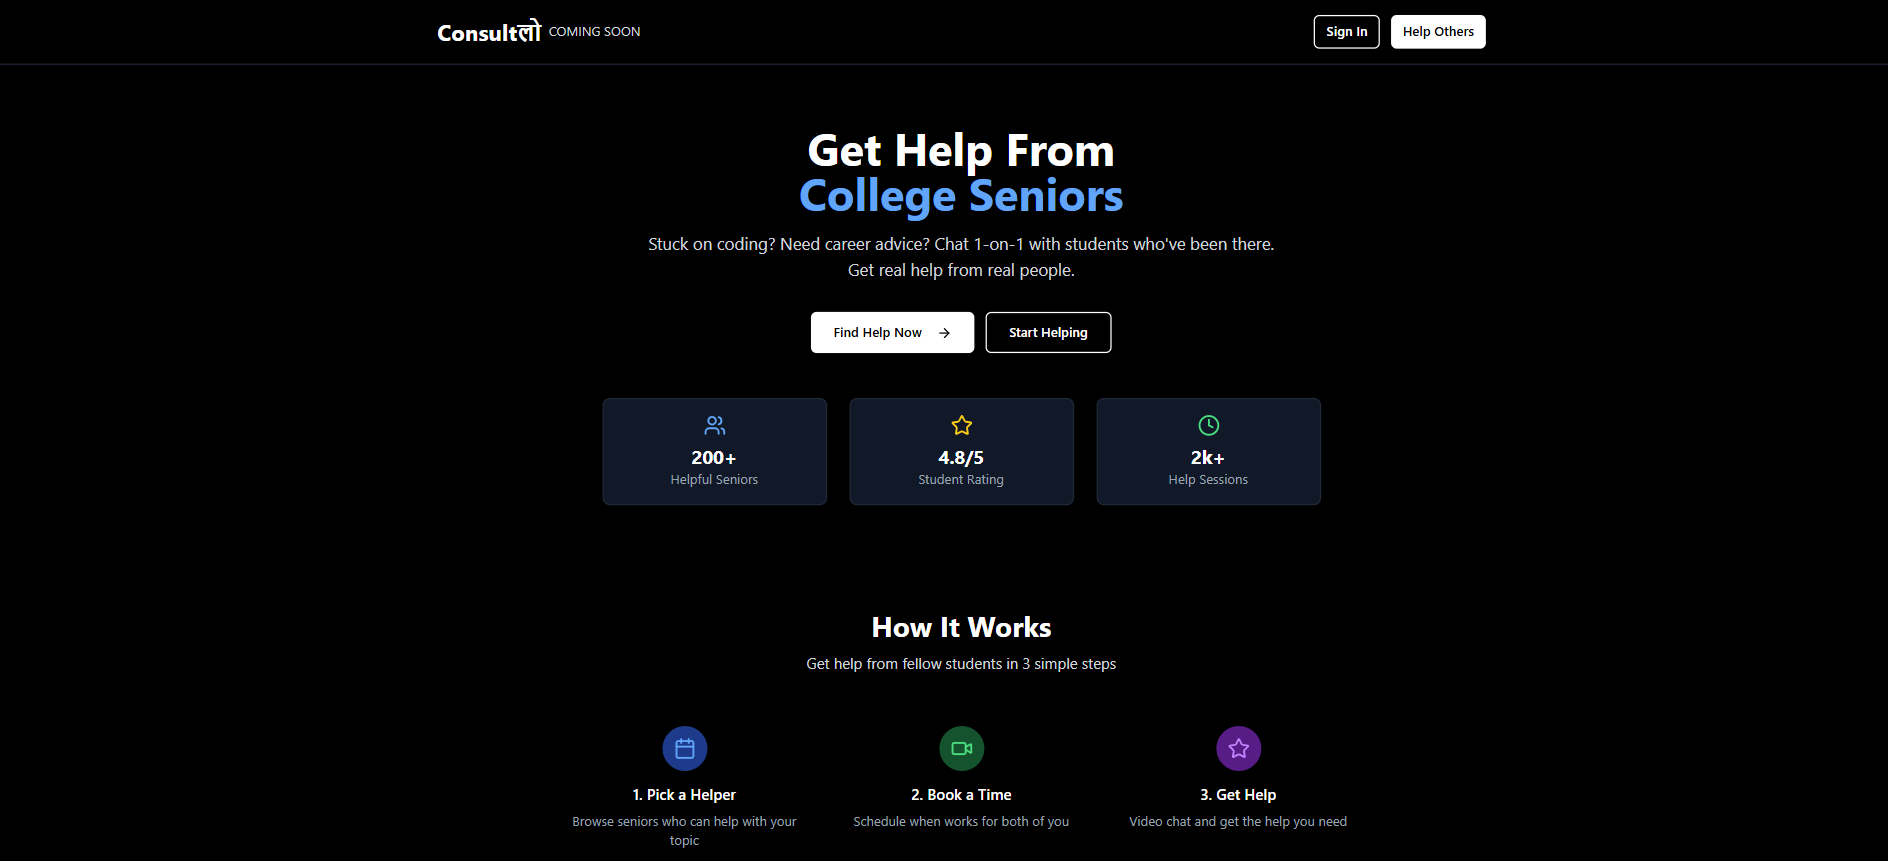 Consultलो COMING SOON
Sign In
Help Others
Get Help From
College Seniors
Stuck on coding? Need career advice? Chat 1-on-1 with students who've been there.
Get real help from real people.
Find Help Now →
Start Helping
200+
Helpful Seniors
4.8/5
Student Rating
2k+
Help Sessions
How It Works
Get help from fellow students in 3 simple steps
1. Pick a Helper
Browse seniors who can help with your
topic
2. Book a Time
Schedule when works for both of you
3. Get Help
Video chat and get the help you need